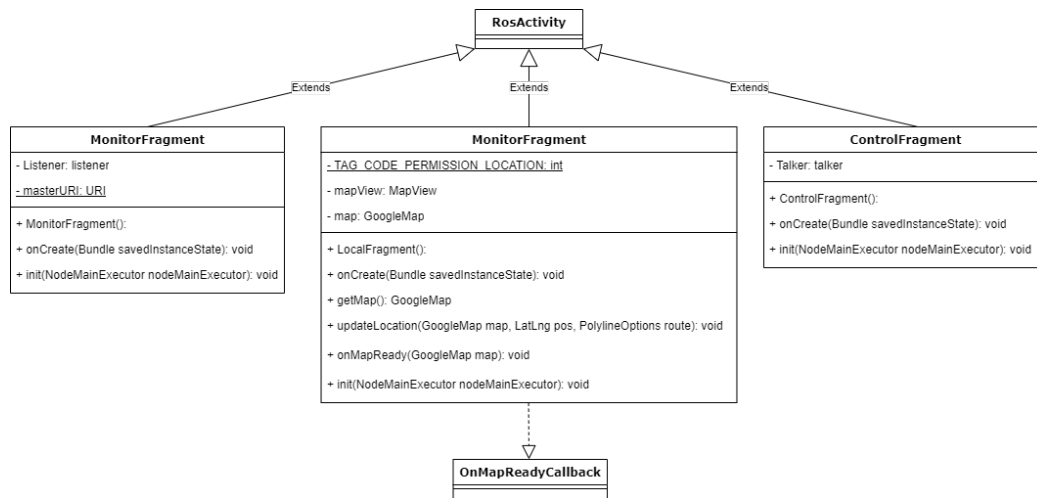 RosActivity
Extends
Extends
Extends
MonitorFragment
- Listener: listener
- masterURI: URI
+ MonitorFragment():
+ onCreate(Bundle savedInstanceState): void
+ init(NodeMainExecutor nodeMainExecutor): void
MonitorFragment
- TAG_CODE_PERMISSION_LOCATION: int
- mapView: MapView
- map: GoogleMap
+ LocalFragment():
+ onCreate(Bundle savedInstanceState): void
+ getMap(): GoogleMap
+ updateLocation(GoogleMap map, LatLng pos, PolylineOptions route): void
+ onMapReady(GoogleMap map): void
+ init(NodeMainExecutor nodeMainExecutor): void
ControlFragment
- Talker: talker
+ ControlFragment():
+ onCreate(Bundle savedInstanceState): void
+ init(NodeMainExecutor nodeMainExecutor): void
OnMapReadyCallback